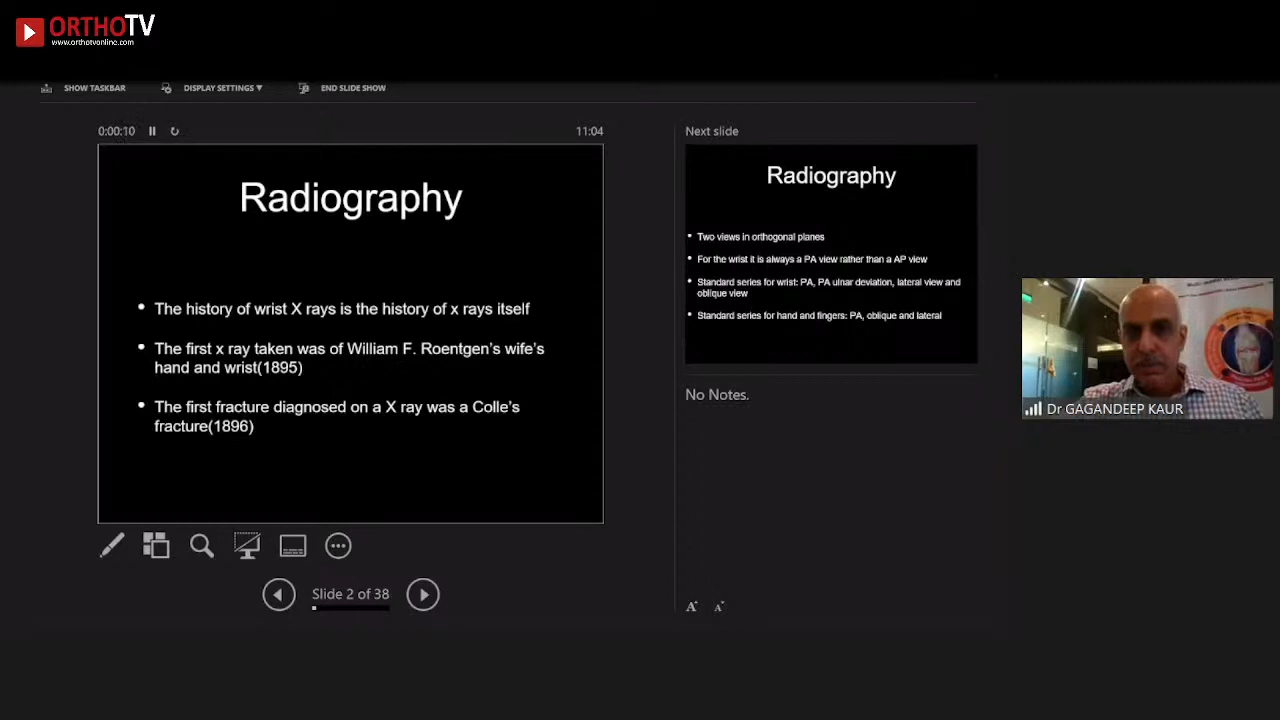 ORTHOTV
www.orthotvonline.com
SHOW TASKBAR
DISPLAY SETTINGS ▼
END SLIDE SHOW
0:00:10
11:04
Radiography
• The history of wrist X rays is the history of x rays itself
• The first x ray taken was of William F. Roentgen’s wife’s
hand and wrist(1895)
• The first fracture diagnosed on a X ray was a Colle’s
fracture(1896)
Slide 2 of 38
Next slide
Radiography
• Two views in orthogonal planes
• For the wrist it is always a PA view rather than a AP view
• Standard series for wrist: PA, PA ulnar deviation, lateral view and
oblique view
• Standard series for hand and fingers: PA, oblique and lateral
No Notes.
A A
Dr GAGANDEEP KAUR